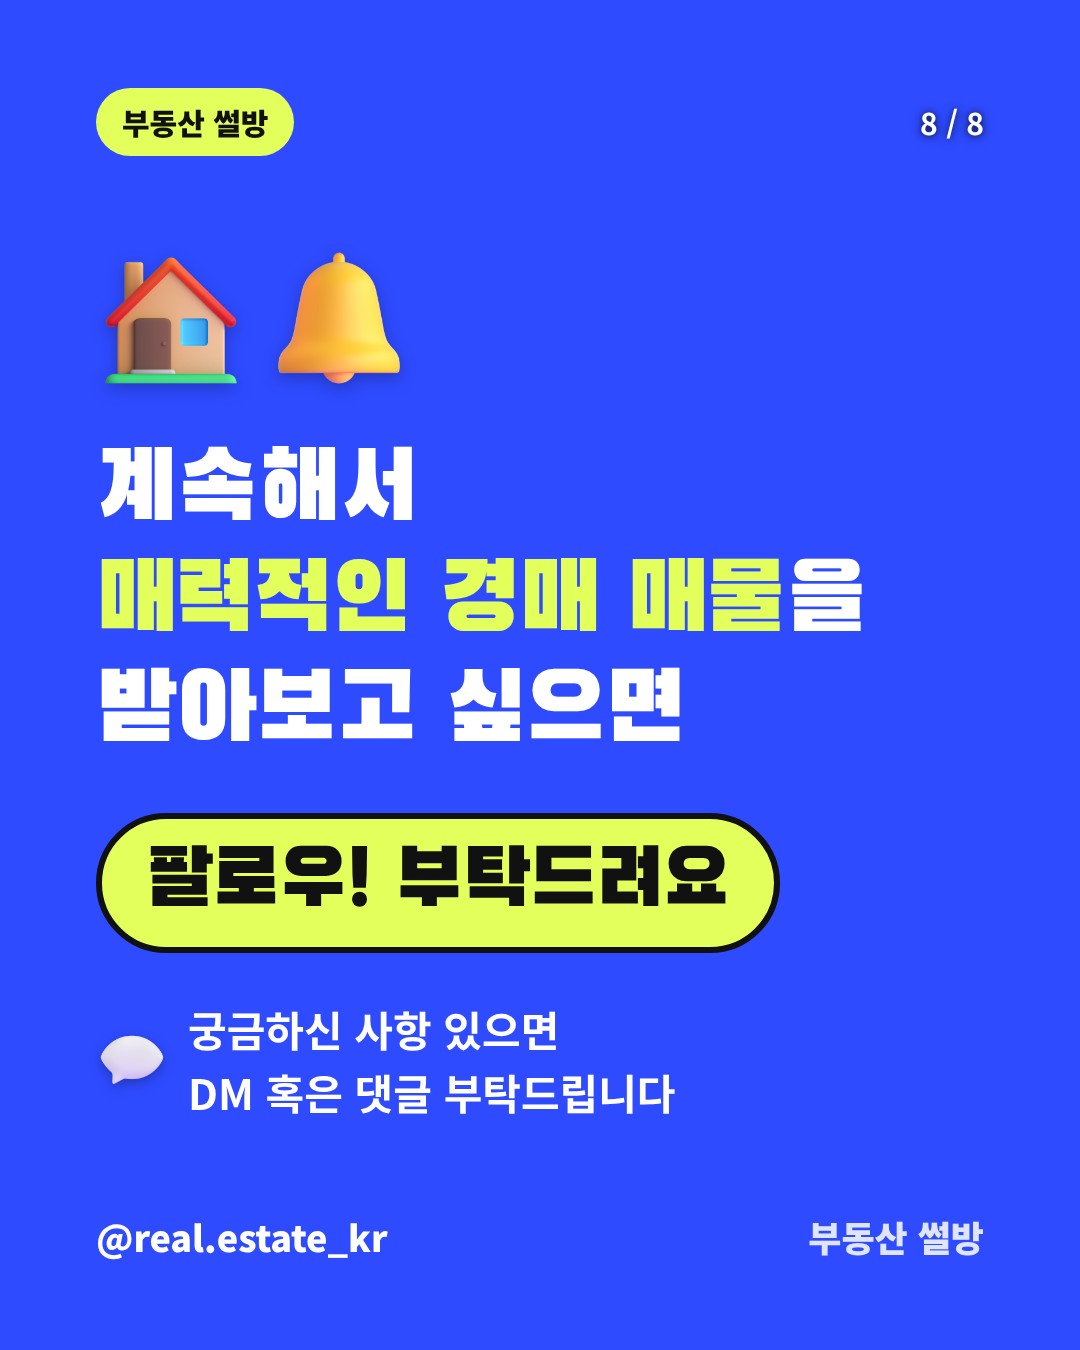 부동산 썰방
8 / 8
계속해서
매력적인 경매 매물을
받아보고 싶으면
팔로우! 부탁드려요
궁금하신 사항 있으면
DM 혹은 댓글 부탁드립니다
@real.estate_kr
부동산 썰방